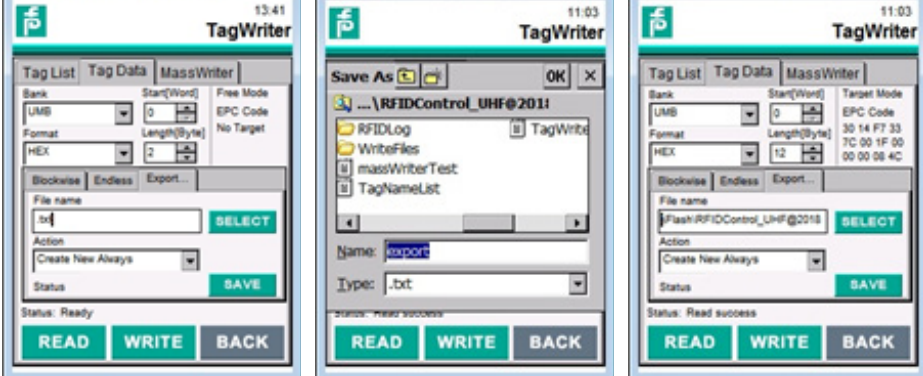 13:41
TagWriter
Tag List Tag Data MassWriter
Bank Start[Word] Free Mode
UMB 0 EPC Code
Format Length[Byte] No Target
HEX 2
Blockwise Endless Export...
File name
.txt SELECT
Action
Create New Always
Status SAVE
Status: Ready
READ WRITE BACK
11:03
TagWriter
Save As OK ×
...\RFIDControl_UHF@201
RFIDLog TagWrite
WriteFiles
massWriterTest
TagNameList
Name: export
Type: .txt
Status: Read success
READ WRITE BACK
11:03
TagWriter
Tag List Tag Data MassWriter
Bank Start[Word] Target Mode
UMB 0 EPC Code
Format Length[Byte] 30 14 F7 33
HEX 12 7C 00 1F 00
00 00 08 4C
Blockwise Endless Export...
File name
Flash\RFIDControl_UHF@2018 SELECT
Action
Create New Always
Status SAVE
Status: Read success
READ WRITE BACK